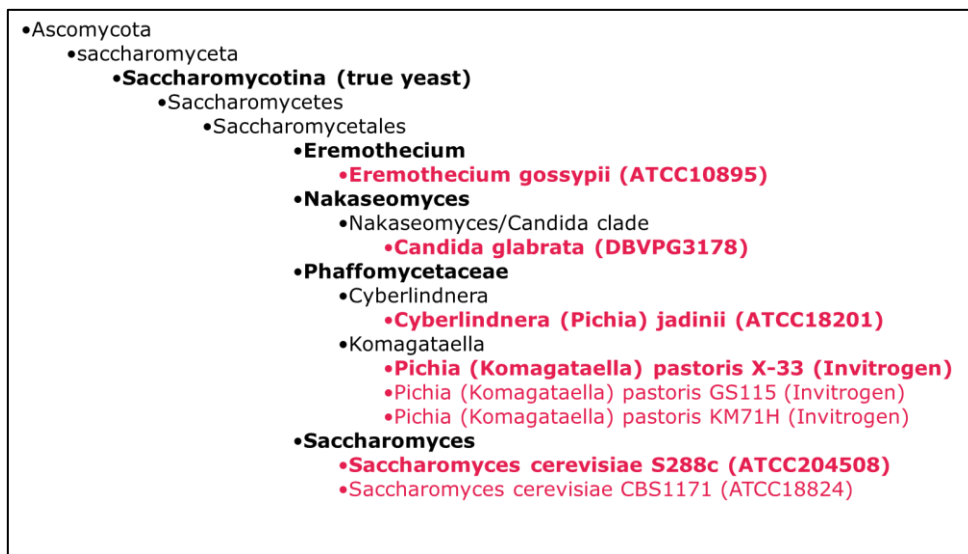 •Ascomycota
•saccharomyceta
•Saccharomycotina (true yeast)
•Saccharomycetes
•Saccharomycetales
•Eremothecium
•Eremothecium gossypii (ATCC10895)
•Nakaseomyces
•Nakaseomyces/Candida clade
•Candida glabrata (DBVPG3178)
•Phaffomycetaceae
•Cyberlindnera
•Cyberlindnera (Pichia) jadinii (ATCC18201)
•Komagataella
•Pichia (Komagataella) pastoris X-33 (Invitrogen)
•Pichia (Komagataella) pastoris GS115 (Invitrogen)
•Pichia (Komagataella) pastoris KM71H (Invitrogen)
•Saccharomyces
•Saccharomyces cerevisiae S288c (ATCC204508)
•Saccharomyces cerevisiae CBS1171 (ATCC18824)